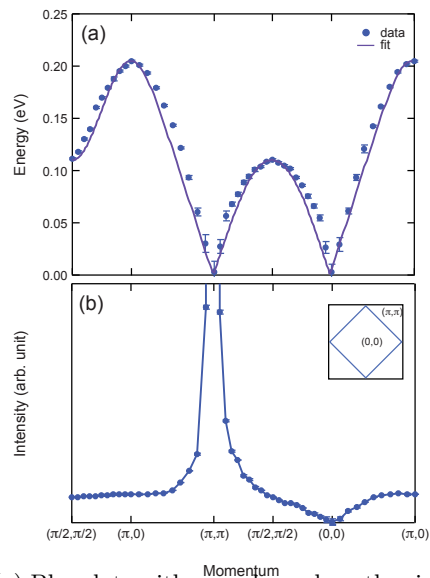 0.25
(a)
data
fit
0.20
0.15
0.10
0.05
0.00
Energy (eV)
(b)
(π,π)
(0,0)
Intensity (arb. unit)
(π/2,π/2) (π,0) (π,π) (π/2,π/2) (0,0) (π,0)
Momentum